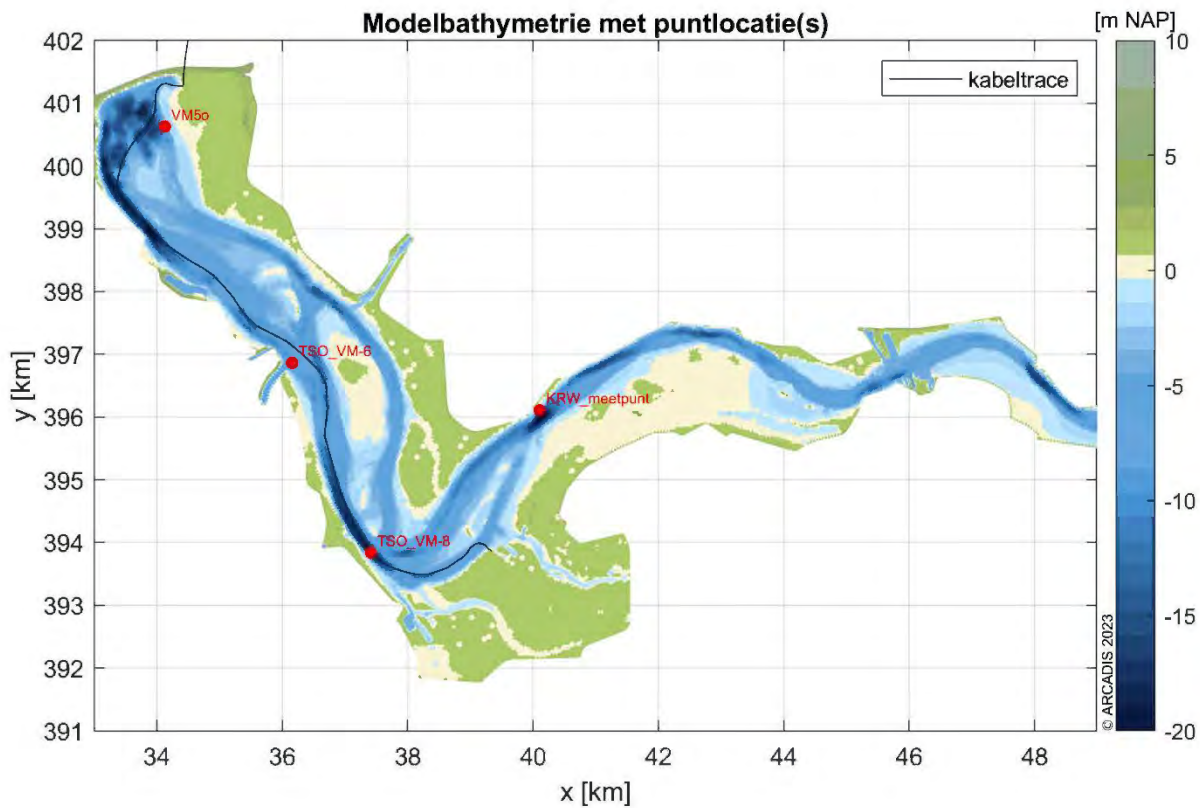 Modelbathymetrie met puntlocatie(s)
[m NAP]
402
401
400
399
398
397
396
395
394
393
392
391
y [km]
34
36
38
40
42
44
46
48
x [km]
kabeltrace
VM5o
TSO_VM-6
KRW_meetpunt
TSO_VM-8
10
5
0
-5
-10
-15
-20
© ARCADIS 2023